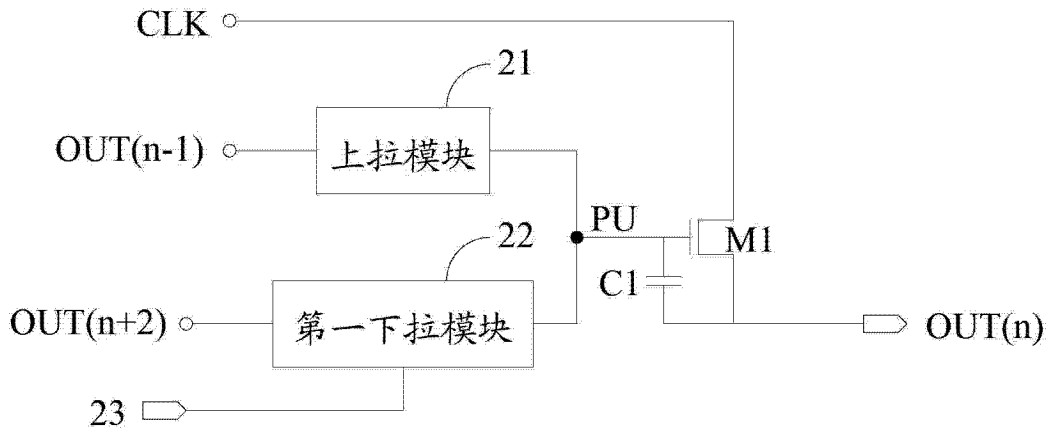 CLK
21
OUT(n-1)
上拉模块
PU
M1
22
C1
OUT(n+2)
第一下拉模块
OUT(n)
23